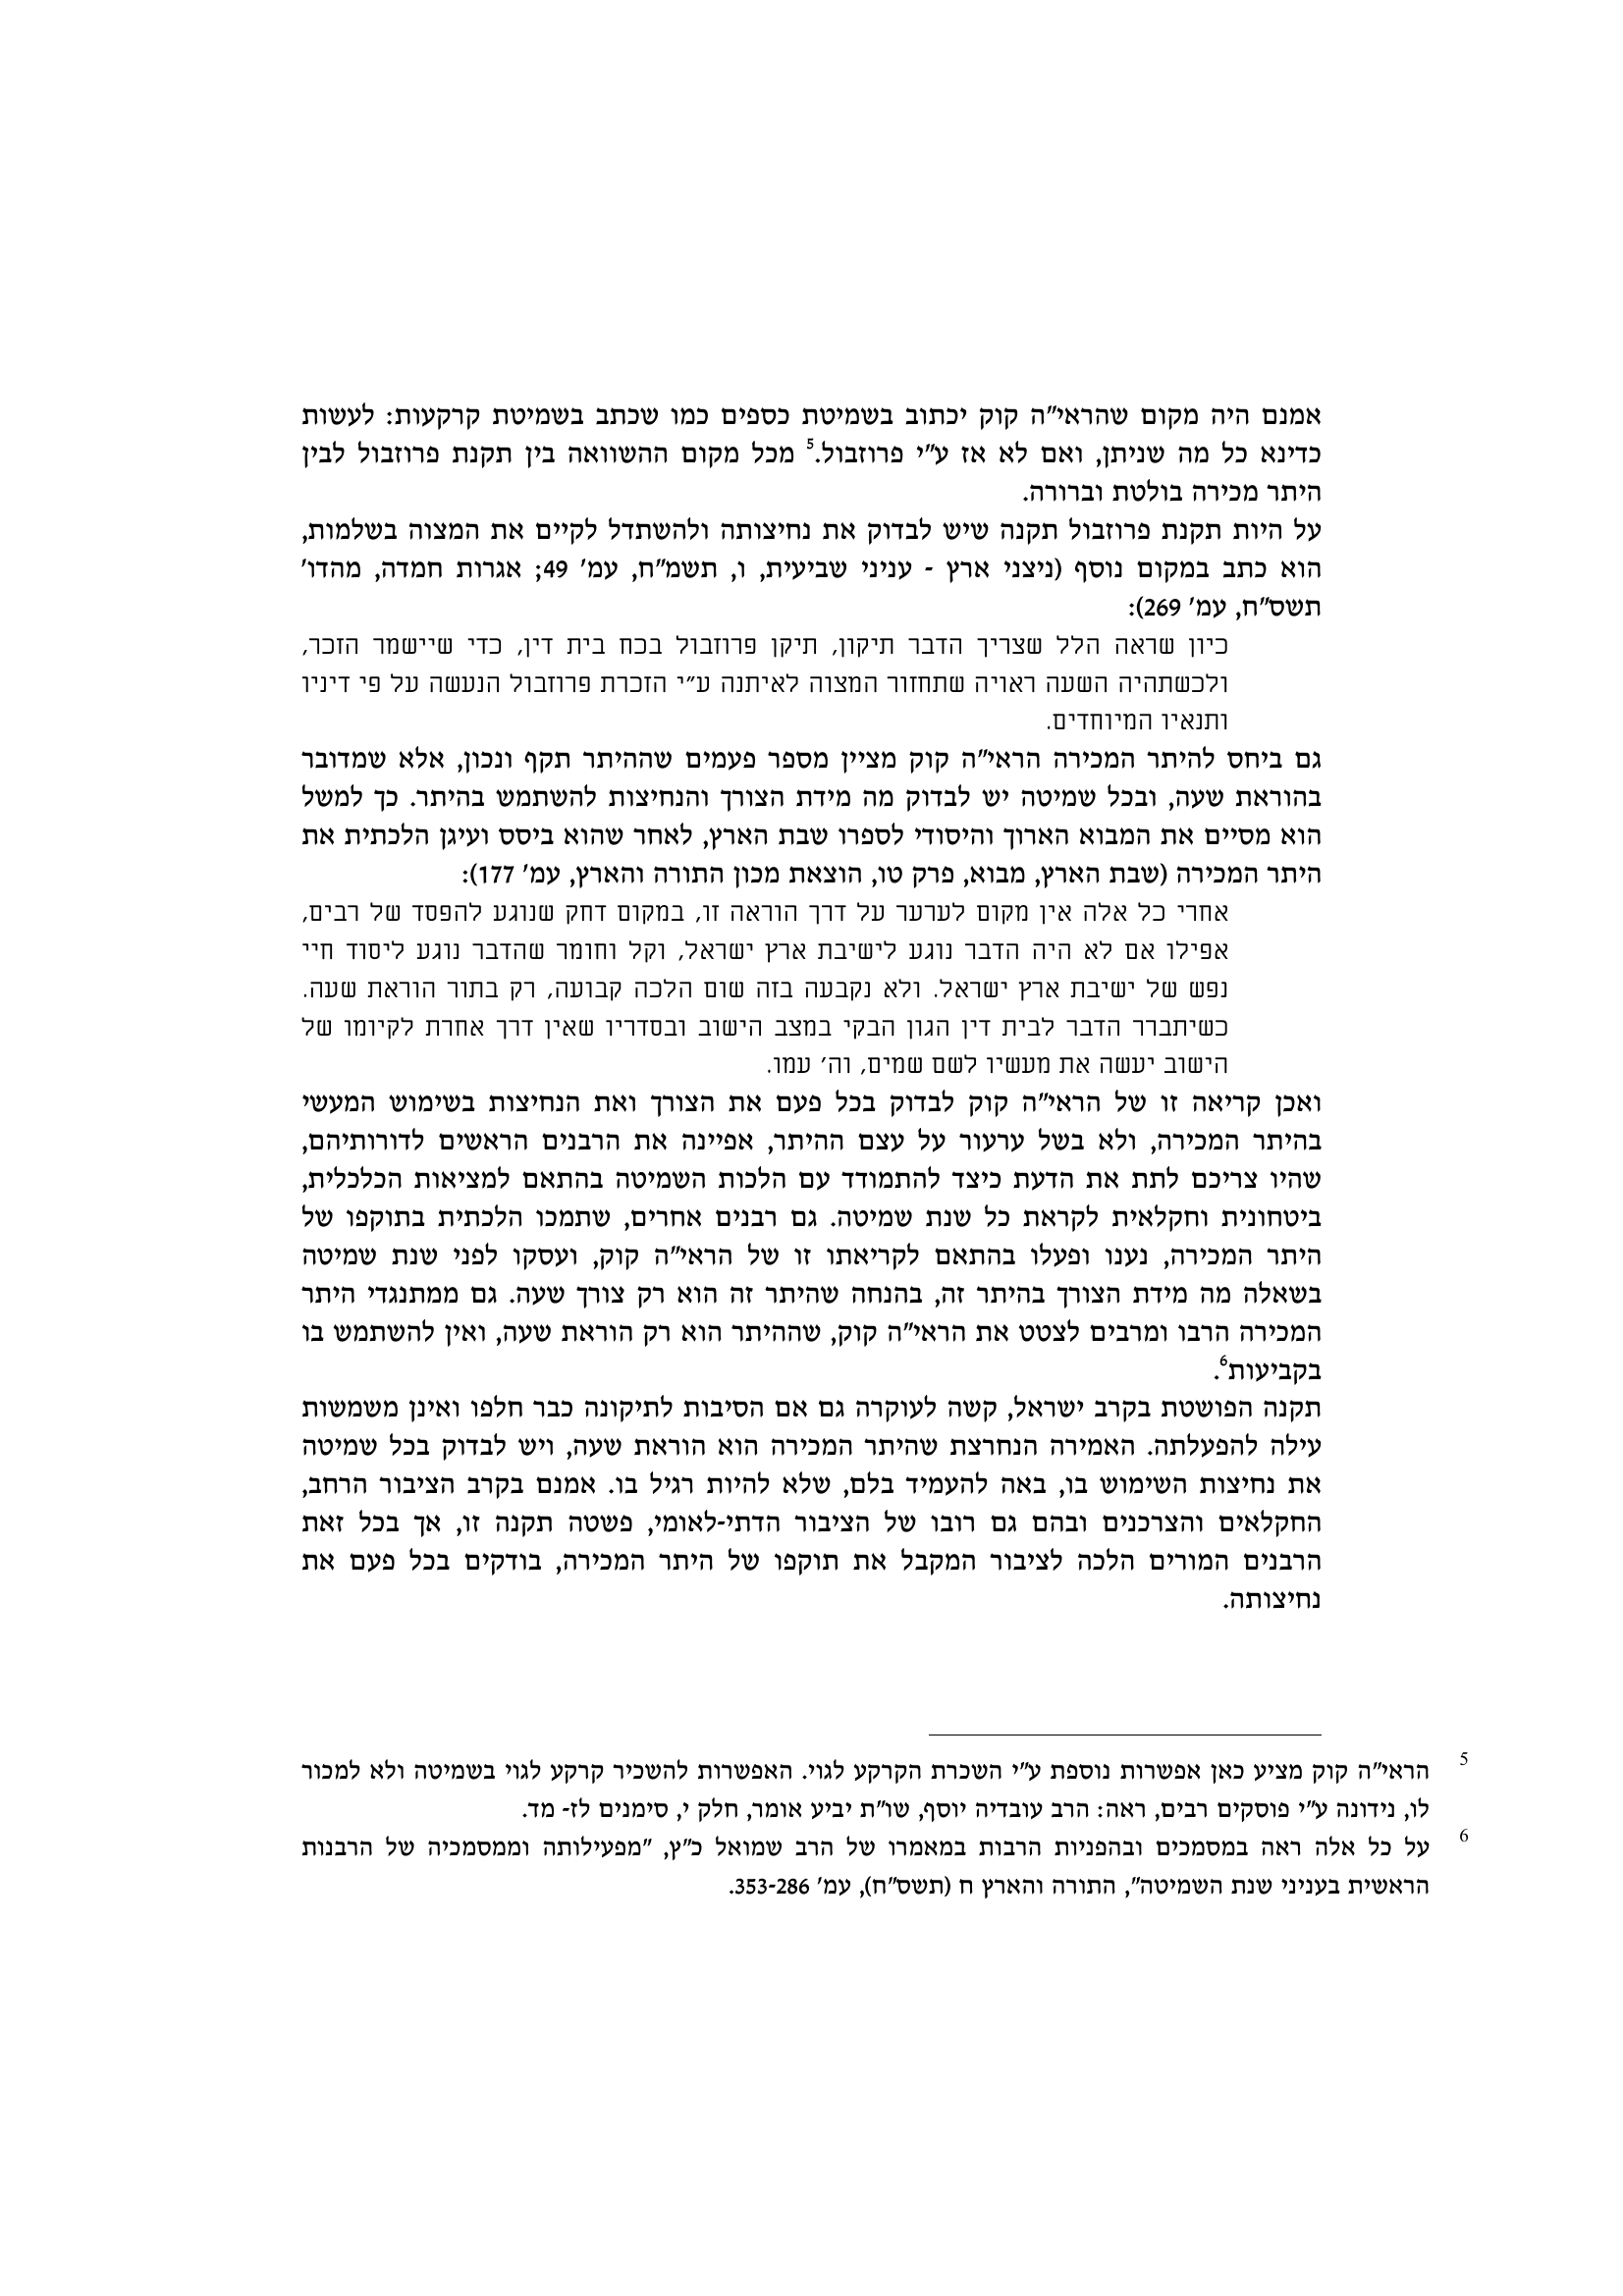 אמנם היה מקום שהראי"ה קוק יכתוב בשמיטת כספים כמו שכתב בשמיטת קרקעות: לעשות
כדינא כל מה שניתן, ואם לא אז ע"י פרוזבול.5 מכל מקום ההשוואה בין תקנת פרוזבול לבין
היתר מכירה בולטת וברורה.
על היות תקנת פרוזבול תקנה שיש לבדוק את נחיצותה ולהשתדל לקיים את המצוה בשלמות,
הוא כתב במקום נוסף (ניצני ארץ - עניני שביעית, ו, תשמ"ח, עמ' 49; אגרות חמדה, מהדו'
תשס"ח, עמ' 269):
כיון שראה הלל שצריך הדבר תיקון, תיקן פרוזבול בכח בית דין, כדי שיישמר הזכר,
ולכשתהיה השעה ראויה שתחזור המצוה לאיתנה ע"י הזכרת פרוזבול הנעשה על פי דיניו
ותנאיו המיוחדים.
גם ביחס להיתר המכירה הראי"ה קוק מציין מספר פעמים שההיתר תקף ונכון, אלא שמדובר
בהוראת שעה, ובכל שמיטה יש לבדוק מה מידת הצורך והנחיצות להשתמש בהיתר. כך למשל
הוא מסיים את המבוא הארוך והיסודי לספרו שבת הארץ, לאחר שהוא ביסס ועיגן הלכתית את
היתר המכירה (שבת הארץ, מבוא, פרק טו, הוצאת מכון התורה והארץ, עמ' 177):
אחרי כל אלה אין מקום לערער על דרך הוראה זו, במקום דחק שנוגע להפסד של רבים,
אפילו אם לא היה הדבר נוגע לישיבת ארץ ישראל, וקל וחומר שהדבר נוגע ליסוד חיי
נפש של ישיבת ארץ ישראל. ולא נקבעה בזה שום הלכה קבועה, רק בתור הוראת שעה.
כשיתברר הדבר לבית דין הגון הבקי במצב הישוב ובסדריו שאין דרך אחרת לקיומו של
הישוב יעשה את מעשיו לשם שמים, וה' עמו.
ואכן קריאה זו של הראי"ה קוק לבדוק בכל פעם את הצורך ואת הנחיצות בשימוש המעשי
בהיתר המכירה, ולא בשל ערעור על עצם ההיתר, אפיינה את הרבנים הראשים לדורותיהם,
שהיו צריכם לתת את הדעת כיצד להתמודד עם הלכות השמיטה בהתאם למציאות הכלכלית,
ביטחונית וחקלאית לקראת כל שנת שמיטה. גם רבנים אחרים, שתמכו הלכתית בתוקפו של
היתר המכירה, נענו ופעלו בהתאם לקריאתו זו של הראי"ה קוק, ועסקו לפני שנת שמיטה
בשאלה מה מידת הצורך בהיתר זה, בהנחה שהיתר זה הוא רק צורך שעה. גם ממתנגדי היתר
המכירה הרבו ומרבים לצטט את הראי"ה קוק, שההיתר הוא רק הוראת שעה, ואין להשתמש בו
בקביעות6.
תקנה הפושטת בקרב ישראל, קשה לעוקרה גם אם הסיבות לתיקונה כבר חלפו ואינן משמשות
עילה להפעלתה. האמירה הנחרצת שהיתר המכירה הוא הוראת שעה, ויש לבדוק בכל שמיטה
את נחיצות השימוש בו, באה להעמיד בלם, שלא להיות רגיל בו. אמנם בקרב הציבור הרחב,
החקלאים והצרכנים ובהם גם רובו של הציבור הדתי-לאומי, פשטה תקנה זו, אך בכל זאת
הרבנים המורים הלכה לציבור המקבל את תוקפו של היתר המכירה, בודקים בכל פעם את
נחיצותה.
5 הראי"ה קוק מציע כאן אפשרות נוספת ע"י השכרת הקרקע לגוי. האפשרות להשכיר קרקע לגוי בשמיטה ולא למכור
לו, נידונה ע"י פוסקים רבים, ראה: הרב עובדיה יוסף, שו"ת יביע אומר, חלק י, סימנים לז- מד.
6 על כל אלה ראה במסמכים ובהפניות הרבות במאמרו של הרב שמואל כ"ץ, "מפעילותה וממסמכיה של הרבנות
הראשית בעניני שנת השמיטה", התורה והארץ ח (תשס"ח), עמ' 353-286.